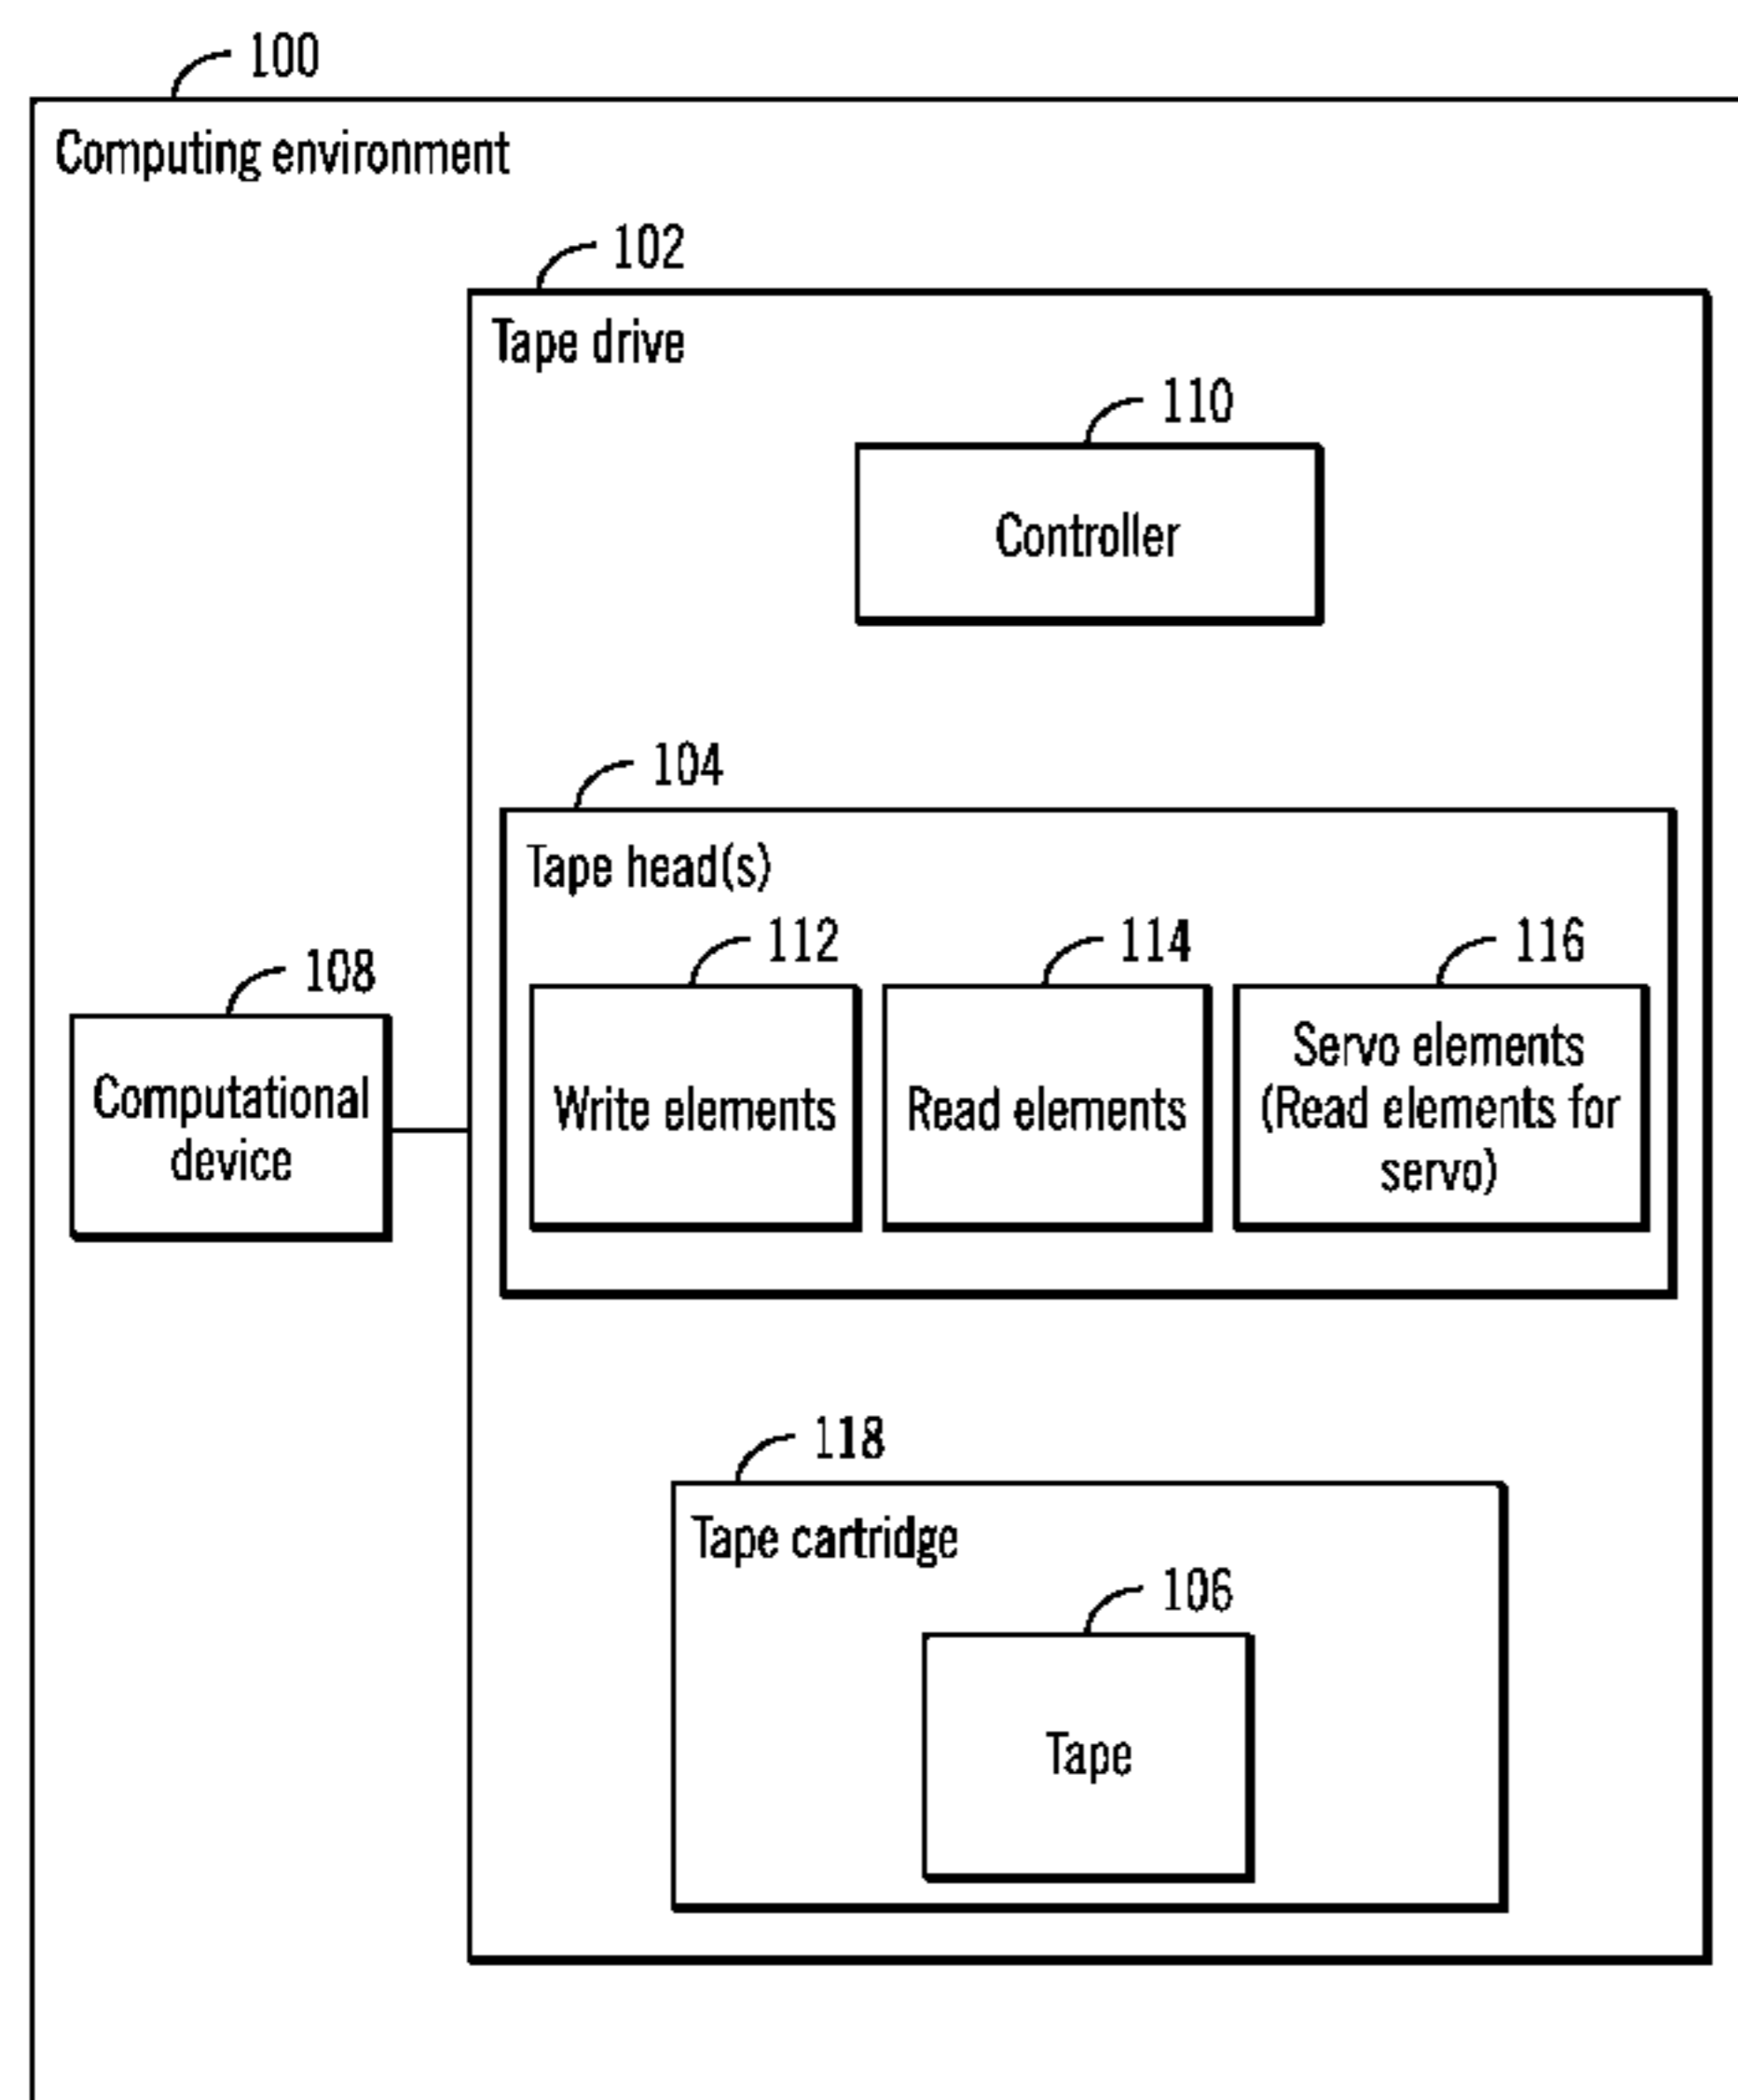 100
Computing environment
102
Tape drive
110
Controller
104
Tape head(s)
112
114
116
Write elements
Read elements
Servo elements
(Read elements for
servo)
108
Computational
device
118
Tape cartridge
106
Tape